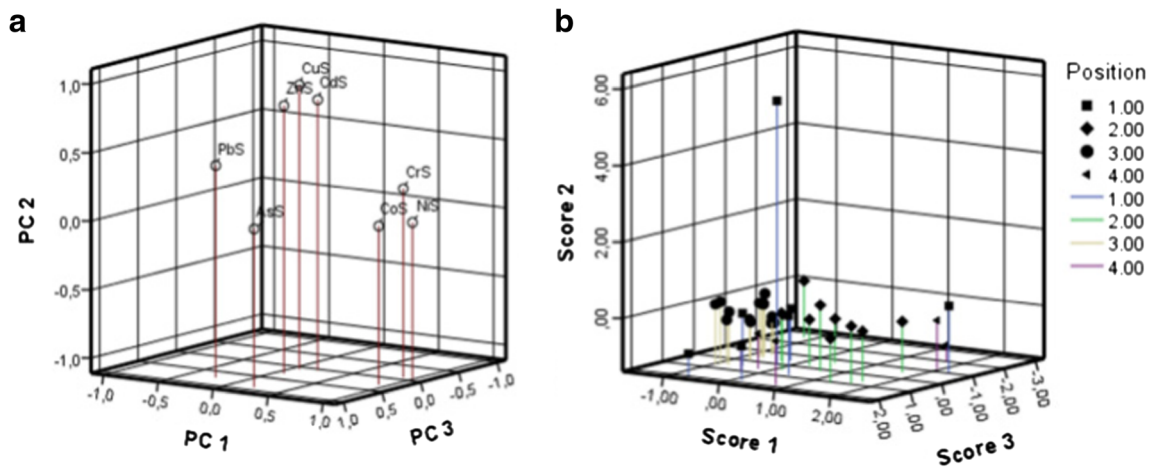 a
b
CuS
ZnS
CdS
PbS
AsS
CrS
CoS
NiS
PC 2
1,0
0,5
0,0
-0,5
-1,0
-1,0
-0,5
0,0
0,5
1,0
PC 1
1,0
0,5
0,0
-0,5
-1,0
PC 3
Score 2
6,00
4,00
2,00
,00
-1,00
,00
1,00
2,00
Score 1
2,00
1,00
,00
-1,00
-2,00
-3,00
Score 3
Position
1.00
2.00
3.00
4.00
1.00
2.00
3.00
4.00